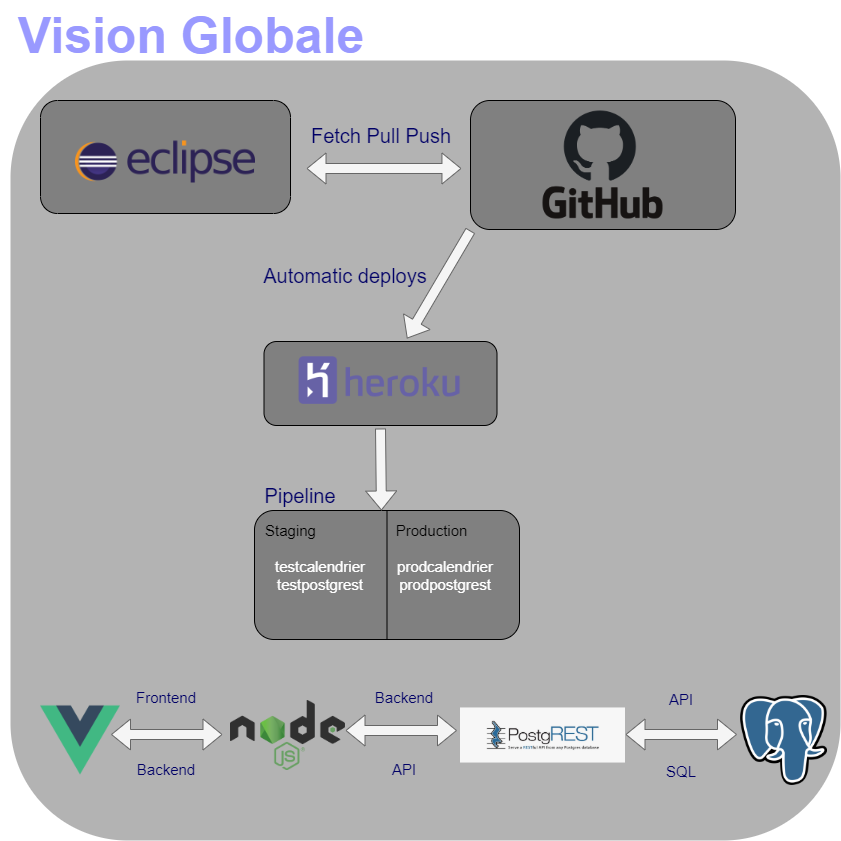 Vision Globale
eclipse
Fetch Pull Push
GitHub
Automatic deploys
heroku
Pipeline
Staging
Production
testcalendrier
testpostgrest
prodcalendrier
prodpostgrest
Frontend
Backend
node
JS
Backend
API
PostgREST
Serve a RESTful API from any Postgres database
API
SQL